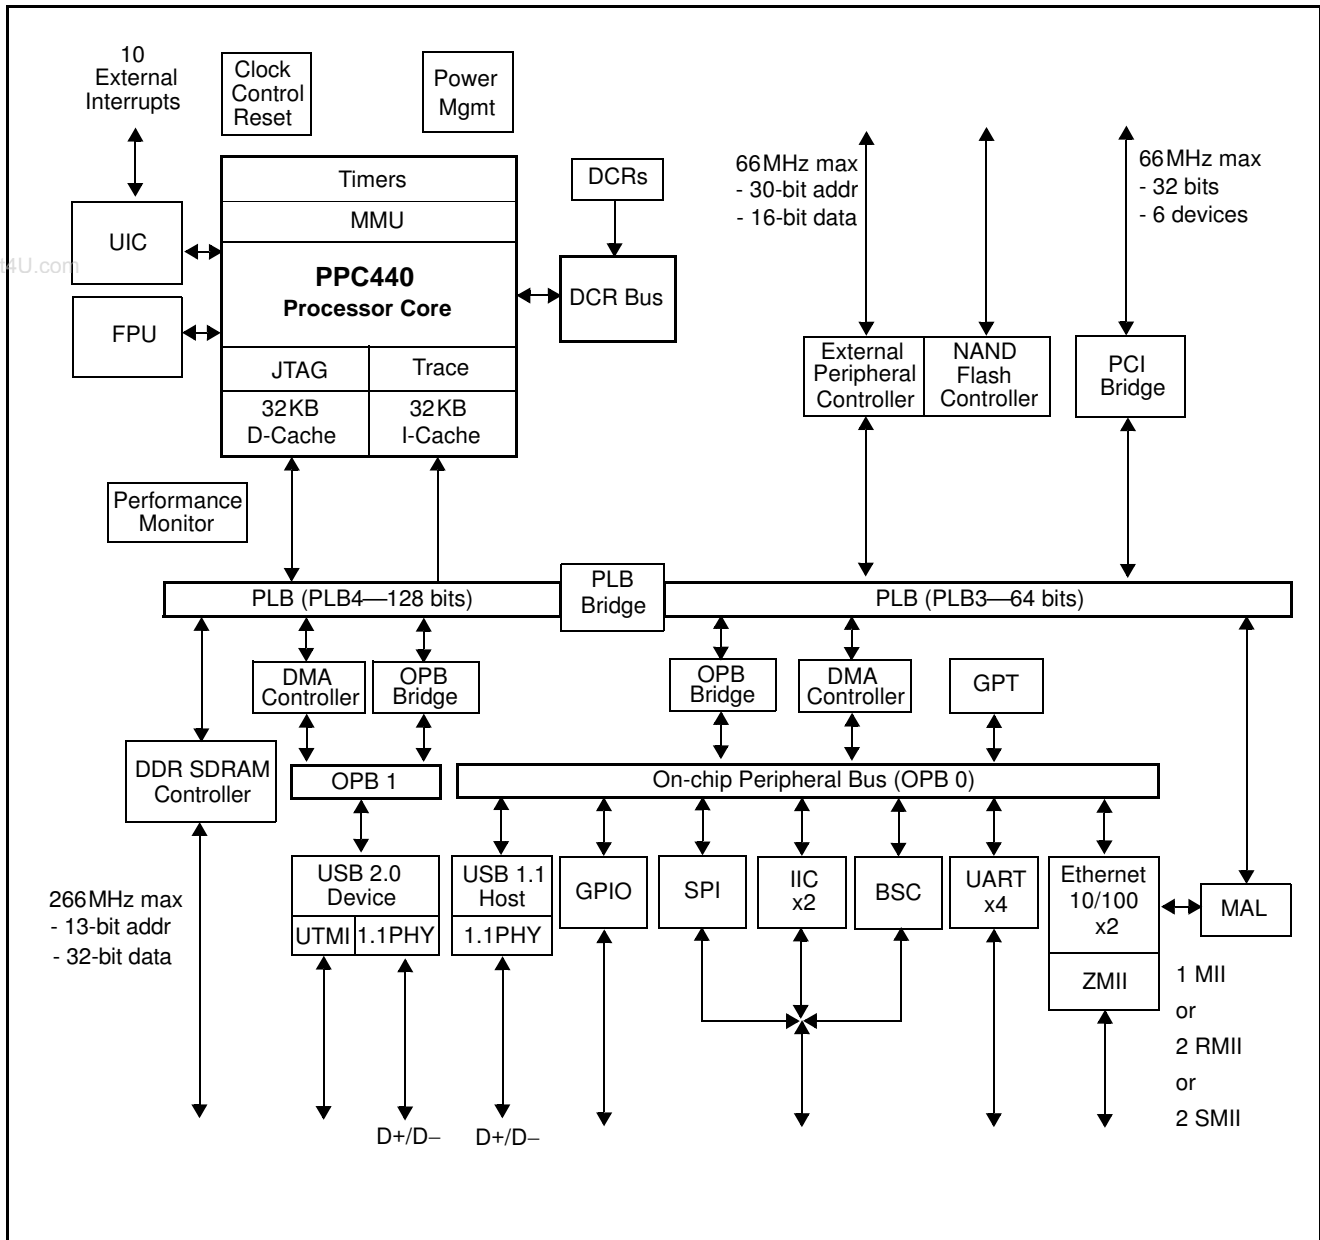 10
External
Interrupts
Clock
Control
Reset
Power
Mgmt
66MHz max
- 30-bit addr
- 16-bit data
66MHz max
- 32 bits
- 6 devices
Timers
MMU
PPC440
Processor Core
JTAG
Trace
32KB
D-Cache
32KB
I-Cache
DCRs
DCR Bus
UIC
t4U.com
FPU
External
Peripheral
Controller
NAND
Flash
Controller
PCI
Bridge
Performance
Monitor
PLB (PLB4—128 bits)
PLB
Bridge
PLB (PLB3—64 bits)
DMA
Controller
OPB
Bridge
OPB
Bridge
DMA
Controller
GPT
DDR SDRAM
Controller
OPB 1
On-chip Peripheral Bus (OPB 0)
266MHz max
- 13-bit addr
- 32-bit data
USB 2.0
Device
UTMI
1.1PHY
USB 1.1
Host
1.1PHY
GPIO
SPI
IIC
x2
BSC
UART
x4
Ethernet
10/100
x2
ZMII
MAL
1 MII
or
2 RMII
or
2 SMII
D+/D–
D+/D–